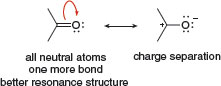 O
O
+
−
all neutral atoms
one more bond
better resonance structure
charge separation